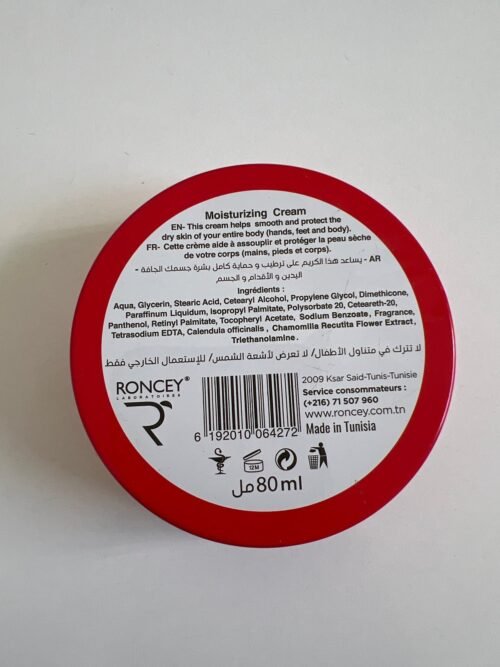 Moisturizing Cream
EN- This cream helps smooth and protect the
dry skin of your entire body (hands, feet and body).
FR- Cette crème aide à assouplir et protéger la peau sèche
de votre corps (mains, pieds et corps).
AR - يساعد هذا الكريم على ترطيب و حماية كامل بشرة جسمك الجافة -
اليدين و الأقدام و الجسم
Ingrédients :
Aqua, Glycerin, Stearic Acid, Cetearyl Alcohol, Propylene Glycol, Dimethicone,
Paraffinum Liquidum, Isopropyl Palmitate, Polysorbate 20, Ceteareth-20,
Panthenol, Retinyl Palmitate, Tocopheryl Acetate, Sodium Benzoate, Fragrance,
Tetrasodium EDTA, Calendula officinalis , Chamomilla Recutita Flower Extract,
Triethanolamine.
لا تترك في متناول الأطفال/ لا تعرض لأشعة الشمس/ للإستعمال الخارجي فقط
RONCEY®
LABORATOIRES
6 192010 064272
2009 Ksar Said-Tunis-Tunisie
Service consommateurs :
(+216) 71 507 960
www.roncey.com.tn
Made in Tunisia
12M
80ml مل